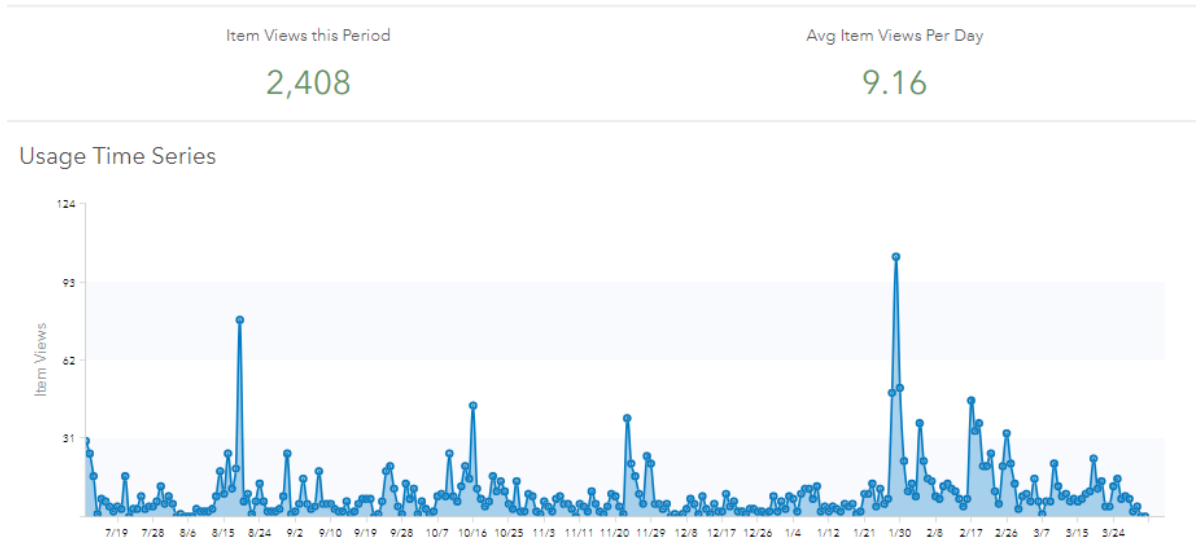 Item Views this Period
Avg Item Views Per Day
2,408
9.16
Usage Time Series
124
93
62
31
Item Views
7/19 7/28 8/6 8/15 8/24 9/2 9/10 9/19 9/28 10/7 10/16 10/25 11/3 11/11 11/20 11/29 12/8 12/17 12/26 1/4 1/12 1/21 1/30 2/8 2/17 2/26 3/7 3/15 3/24